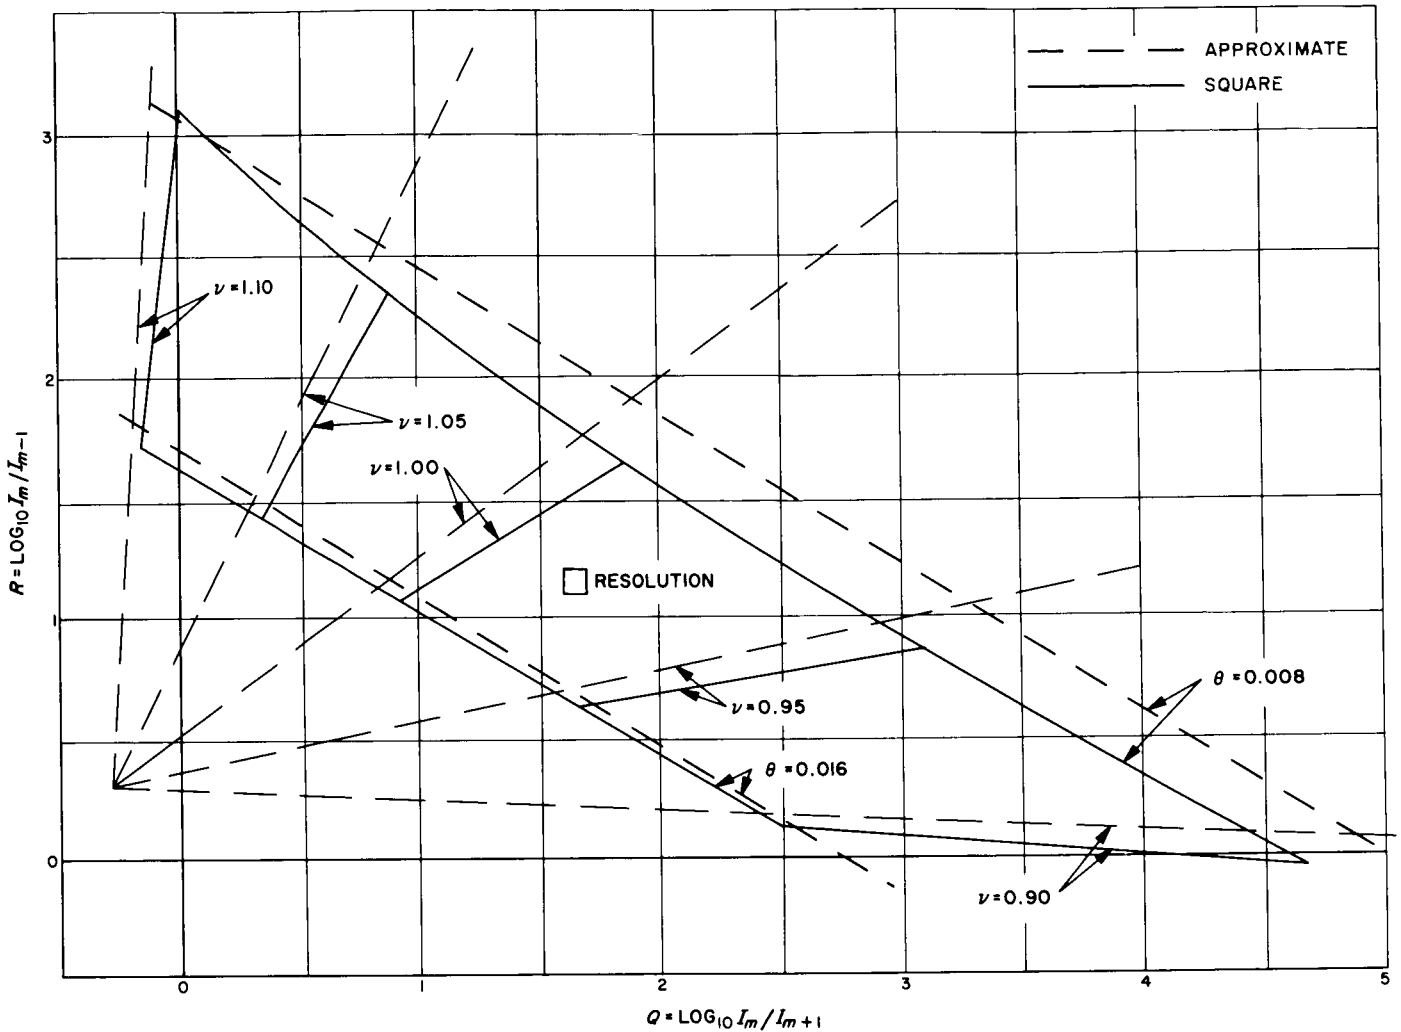 APPROXIMATE
SQUARE
3
ν=1.10
2
ν=1.05
ν=1.00
R=LOG10 Im/Im−1
RESOLUTION
1
θ=0.008
ν=0.95
θ=0.016
0
ν=0.90
0 1 2 3 4 5
Q=LOG10 Im/Im+1